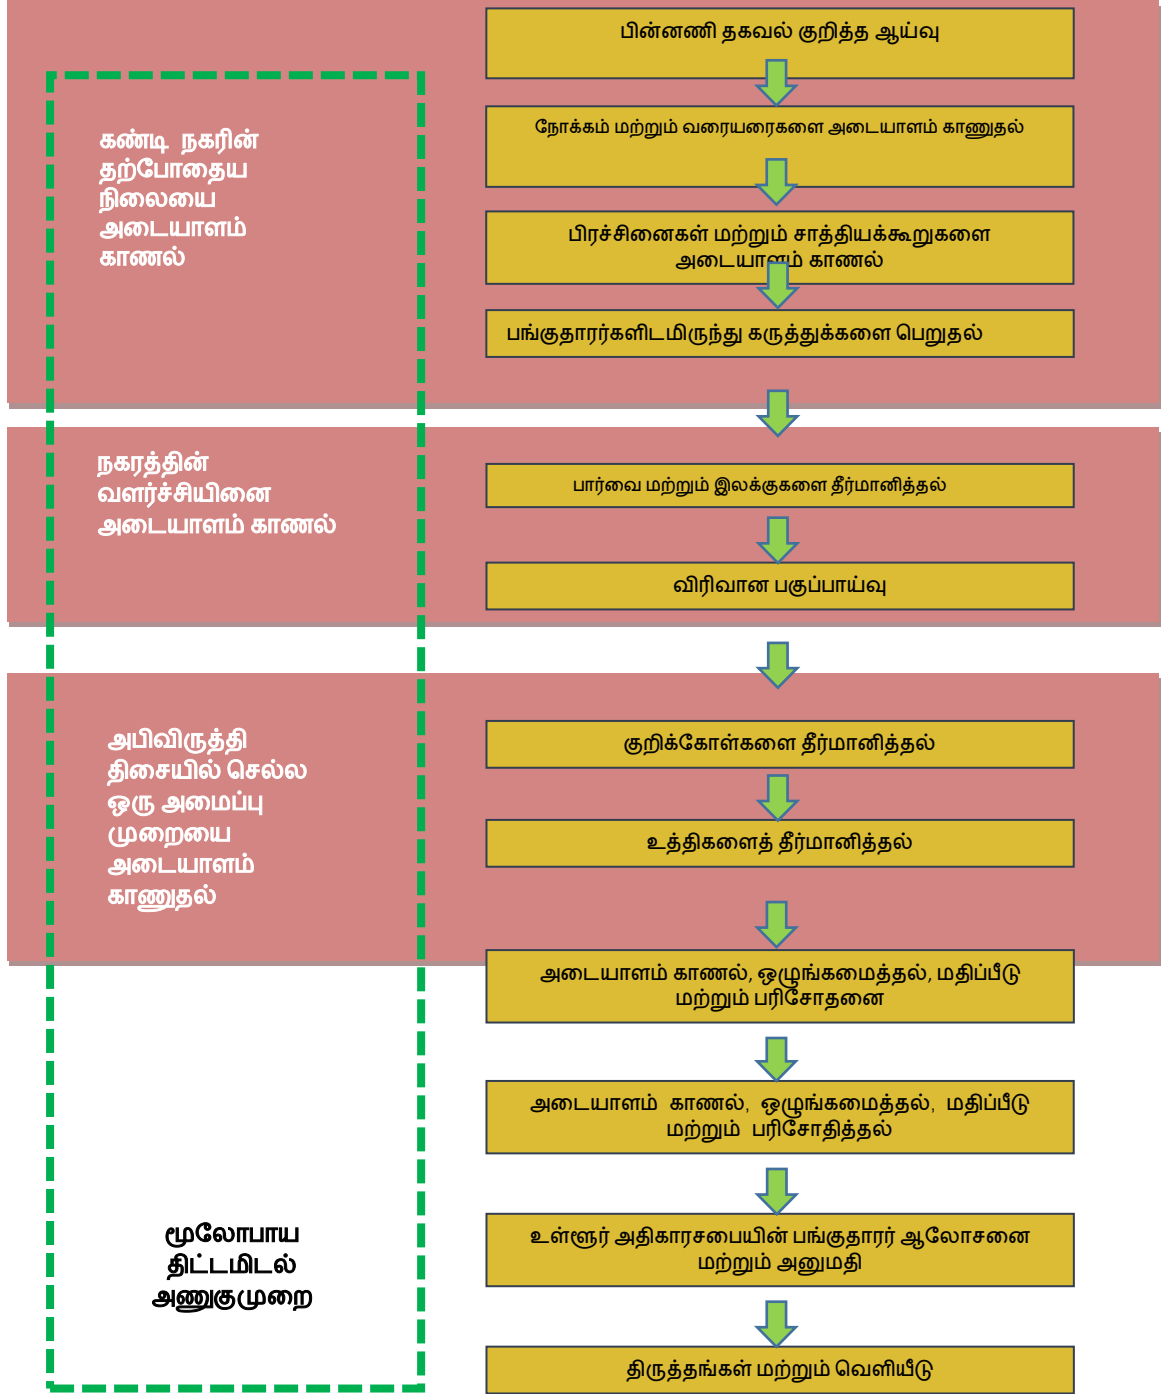 பின்னணி தகவல் குறித்த ஆய்வு
நோக்கம் மற்றும் வரையரைகளை அடையாளம் காணுதல்
கண்டி நகரின்
தற்போதைய
நிலையை
அடையாளம்
காணல்
பிரச்சினைகள் மற்றும் சாத்தியக்கூறுகளை
அடையாளம் காணல்
பங்குதாரர்களிடமிருந்து கருத்துக்களை பெறுதல்
நகரத்தின்
வளர்ச்சியினை
அடையாளம் காணல்
பார்வை மற்றும் இலக்குகளை தீர்மானித்தல்
விரிவான பகுப்பாய்வு
அபிவிருத்தி
திசையில் செல்ல
ஒரு அமைப்பு
முறையை
அடையாளம்
காணுதல்
குறிக்கோள்களை தீர்மானித்தல்
உத்திகளைத் தீர்மானித்தல்
அடையாளம் காணல், ஒழுங்கமைத்தல், மதிப்பீடு
மற்றும் பரிசோதனை
அடையாளம் காணல், ஒழுங்கமைத்தல், மதிப்பீடு
மற்றும் பரிசோதித்தல்
மூலோபாய
திட்டமிடல்
அணுகுமுறை
உள்ளூர் அதிகாரசபையின் பங்குதாரர் ஆலோசனை
மற்றும் அனுமதி
திருத்தங்கள் மற்றும் வெளியீடு